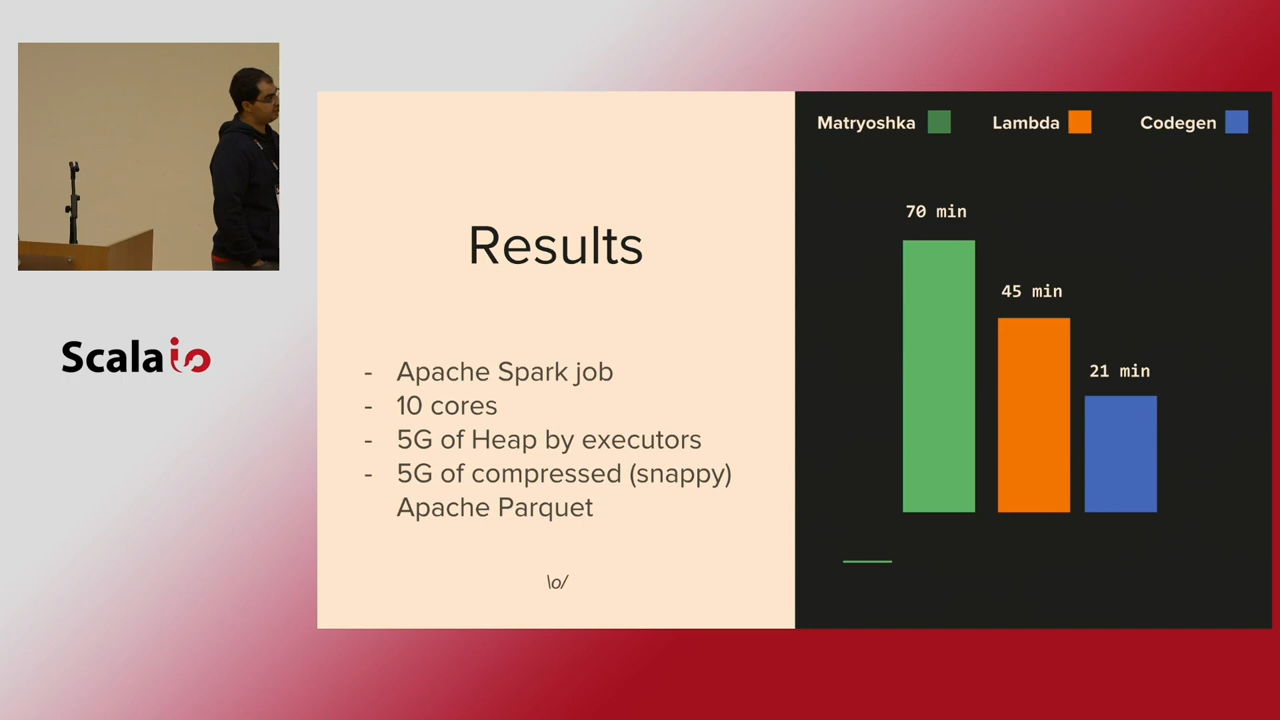 Scala io
Results
- Apache Spark job
- 10 cores
- 5G of Heap by executors
- 5G of compressed (snappy)
Apache Parquet
\o/
Matryoshka
Lambda
Codegen
70 min
45 min
21 min